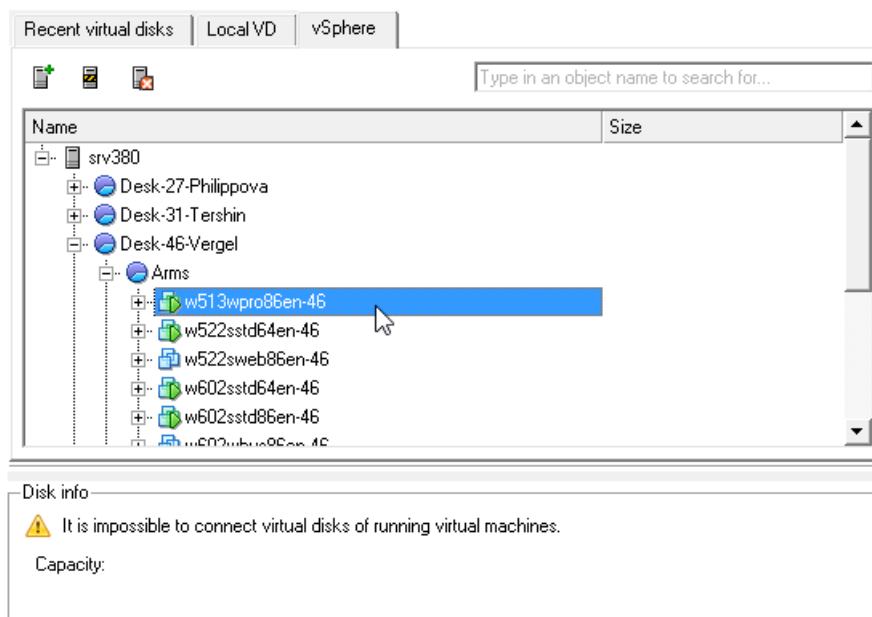 Recent virtual disks Local VD vSphere
Type in an object name to search for...
Name Size
srv380
Desk-27-Philippova
Desk-31-Tershin
Desk-46-Vergel
Arms
w513wpro86en-46
w522sstd64en-46
w522sweb86en-46
w602sstd64en-46
w602sstd86en-46
Disk info
It is impossible to connect virtual disks of running virtual machines.
Capacity: